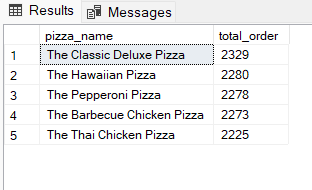 Results Messages
pizza_name total_order
1 The Classic Deluxe Pizza 2329
2 The Hawaiian Pizza 2280
3 The Pepperoni Pizza 2278
4 The Barbecue Chicken Pizza 2273
5 The Thai Chicken Pizza 2225